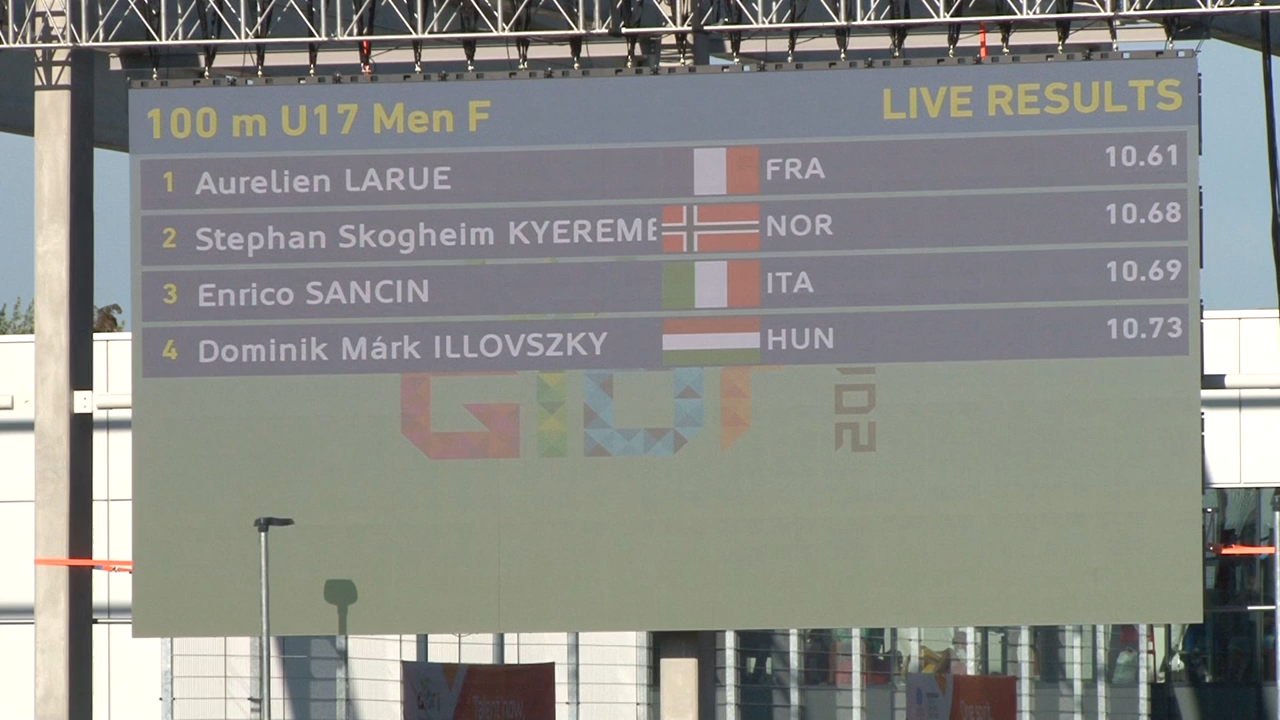 100 m U17 Men F LIVE RESULTS
1 Aurelien LARUE FRA 10.61
2 Stephan Skogheim KYEREME NOR 10.68
3 Enrico SANCIN ITA 10.69
4 Dominik Márk ILLOVSZKY HUN 10.73